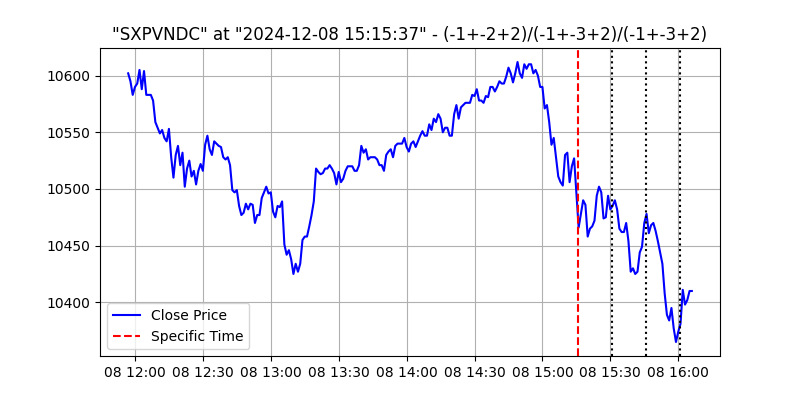 "SXPVNDC" at "2024-12-08 15:15:37" - (-1+-2+2)/(-1+-3+2)/(-1+-3+2)
10600
10550
10500
10450
10400
Close Price
Specific Time
08 12:00 08 12:30 08 13:00 08 13:30 08 14:00 08 14:30 08 15:00 08 15:30 08 16:00